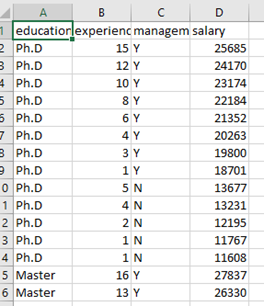 A B C D
1 education experienc managem salary
2 Ph.D 15 Y 25685
3 Ph.D 12 Y 24170
4 Ph.D 10 Y 23174
5 Ph.D 8 Y 22184
6 Ph.D 6 Y 21352
7 Ph.D 4 Y 20263
8 Ph.D 3 Y 19800
9 Ph.D 1 Y 18701
0 Ph.D 5 N 13677
1 Ph.D 4 N 13231
2 Ph.D 2 N 12195
3 Ph.D 1 N 11767
4 Ph.D 1 N 11608
5 Master 16 Y 27837
6 Master 13 Y 26330